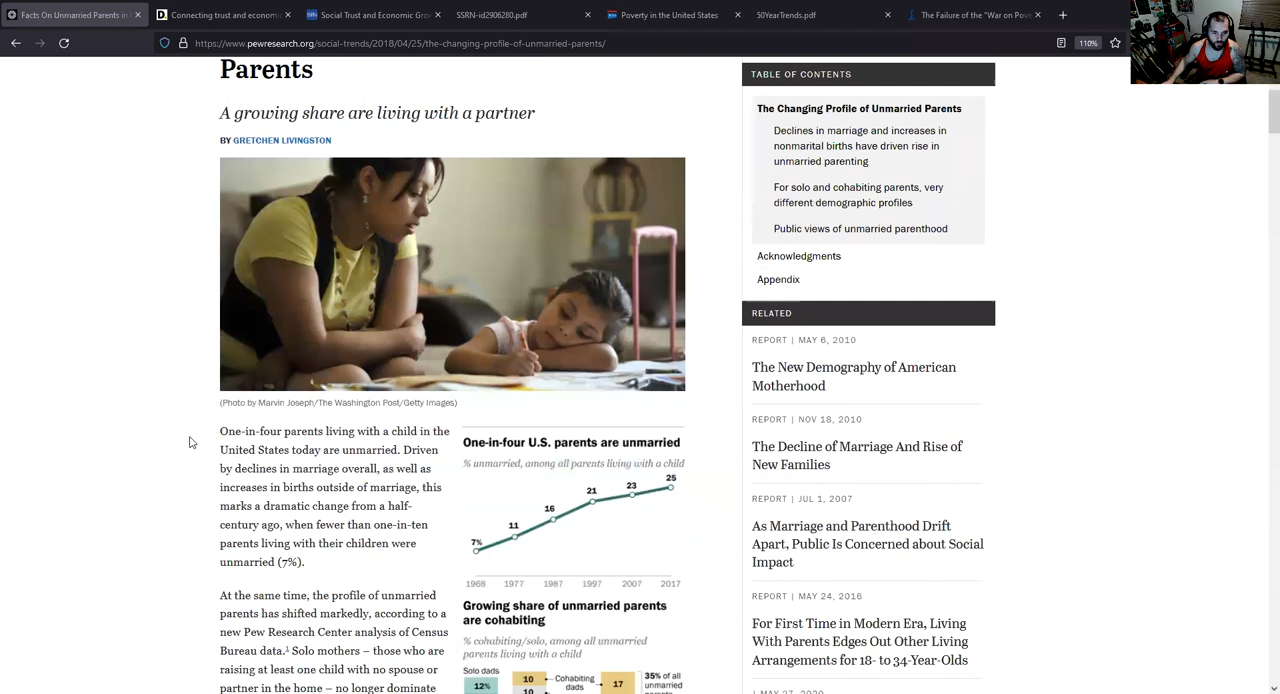 Facts On Unmarried Parents in t
Connecting trust and economi
Social Trust and Economic Gro
SSRN-id2906280.pdf
Poverty in the United States
50YearTrends.pdf
The Failure of the "War on Pov
https://www.pewresearch.org/social-trends/2018/04/25/the-changing-profile-of-unmarried-parents/
110%
Parents
A growing share are living with a partner
BY GRETCHEN LIVINGSTON
(Photo by Marvin Joseph/The Washington Post/Getty Images)
One-in-four parents living with a child in the
United States today are unmarried. Driven
by declines in marriage overall, as well as
increases in births outside of marriage, this
marks a dramatic change from a half-
century ago, when fewer than one-in-ten
parents living with their children were
unmarried (7%).
At the same time, the profile of unmarried
parents has shifted markedly, according to a
new Pew Research Center analysis of Census
Bureau data.1 Solo mothers – those who are
raising at least one child with no spouse or
partner in the home – no longer dominate
One-in-four U.S. parents are unmarried
% unmarried, among all parents living with a child
7%
11
16
21
23
25
1968 1977 1987 1997 2007 2017
Growing share of unmarried parents
are cohabiting
% cohabiting/solo, among all unmarried
parents living with a child
Solo dads
12%
10
10
Cohabiting
dads
17
35% of all
unmarried
parents
TABLE OF CONTENTS
The Changing Profile of Unmarried Parents
Declines in marriage and increases in
nonmarital births have driven rise in
unmarried parenting
For solo and cohabiting parents, very
different demographic profiles
Public views of unmarried parenthood
Acknowledgments
Appendix
RELATED
REPORT | MAY 6, 2010
The New Demography of American
Motherhood
REPORT | NOV 18, 2010
The Decline of Marriage And Rise of
New Families
REPORT | JUL 1, 2007
As Marriage and Parenthood Drift
Apart, Public Is Concerned about Social
Impact
REPORT | MAY 24, 2016
For First Time in Modern Era, Living
With Parents Edges Out Other Living
Arrangements for 18- to 34-Year-Olds